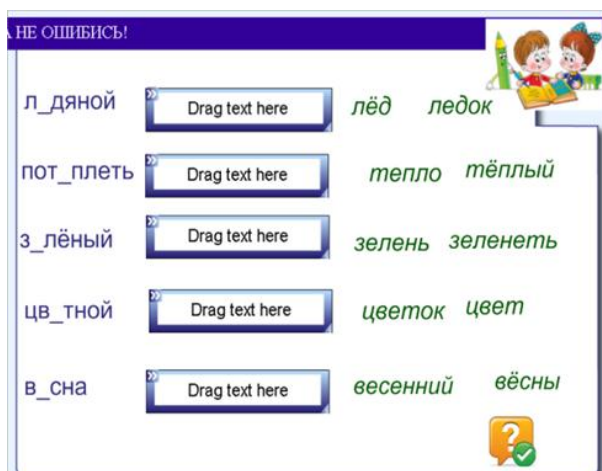 А НЕ ОШИБИСЬ!
л_дяной Drag text here лёд ледок
пот_плеть Drag text here тепло тёплый
з_лёный Drag text here зелень зеленеть
цв_тной Drag text here цветок цвет
в_сна Drag text here весенний вёсны